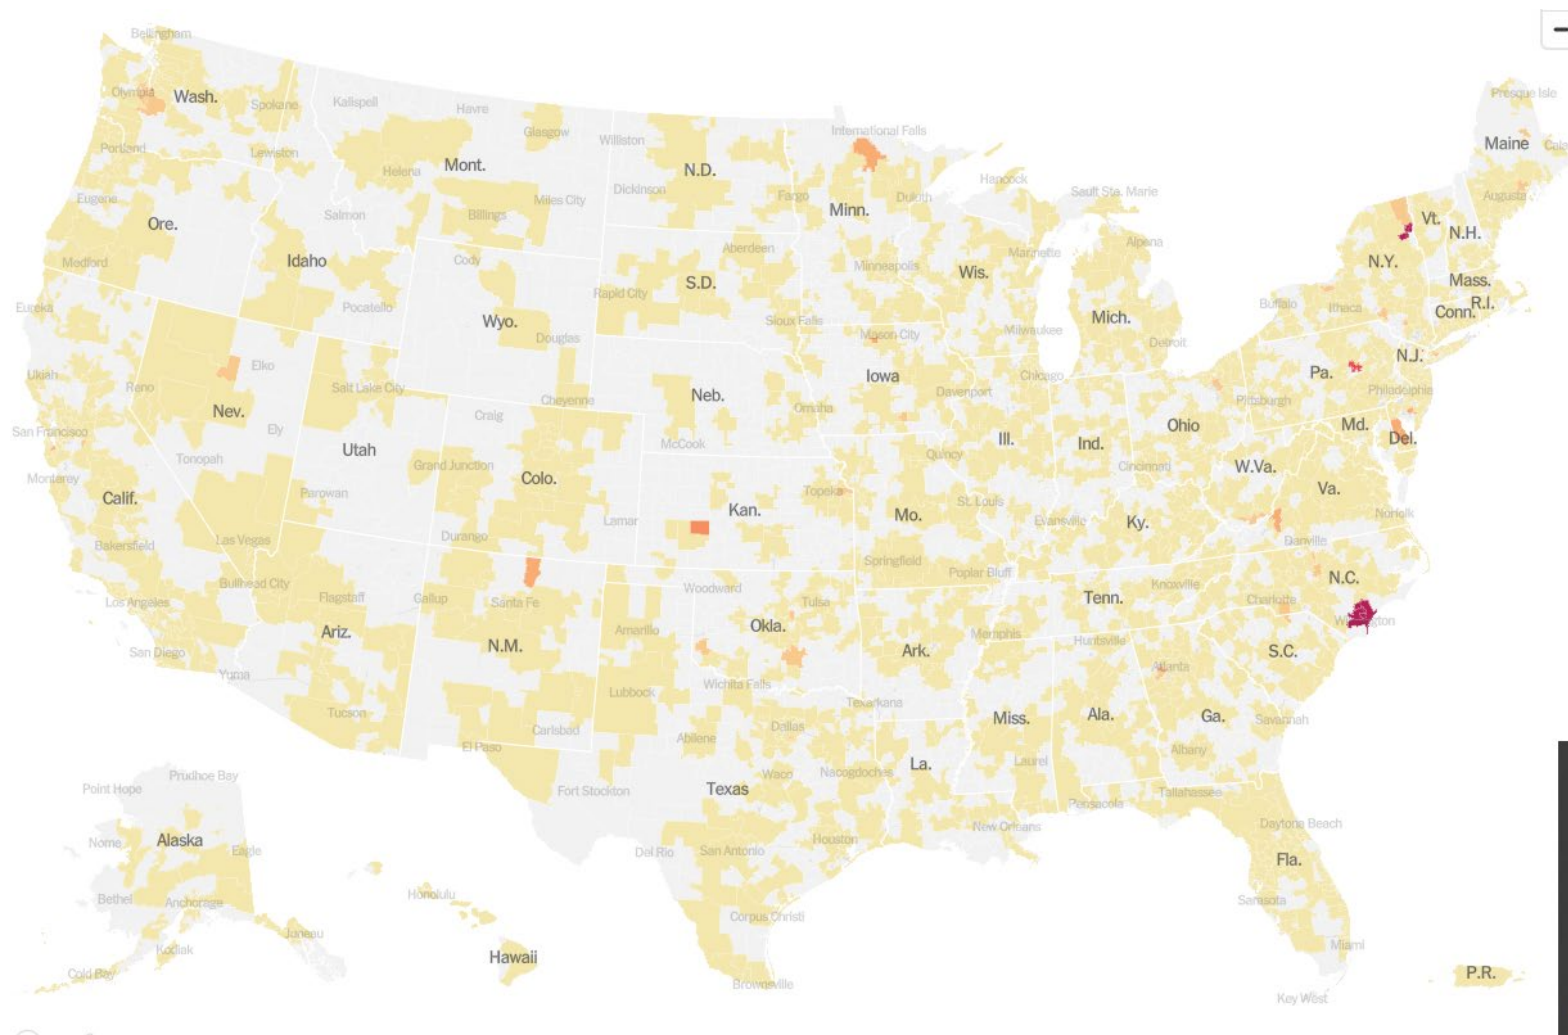 Bellingham
Olympia
Wash.
Spokane
Kalispell
Havre
Glasgow
Williston
International Falls
Presque Isle
Maine
Portland
Lewiston
Helena
Mont.
N.D.
Dickinson
Fargo
Duluth
Hancock
Sault Ste. Marie
Augusta
Eugene
Ore.
Salmon
Billings
Miles City
Minn.
Vt.
N.H.
Medford
Idaho
Cody
Aberdeen
Minneapolis
Marinette
Alpena
N.Y.
Mass.
Eureka
Pocatello
Wyo.
Rapid City
S.D.
Sioux Falls
Wis.
Mich.
Buffalo
Ithaca
Conn.
R.I.
Douglas
Mason City
Milwaukee
Detroit
Ukiah
Reno
Elko
Salt Lake City
Cheyenne
Neb.
Iowa
Davenport
Chicago
Pa.
N.J.
Philadelphia
Pittsburgh
San Francisco
Nev.
Ely
Craig
McCook
Omaha
Ohio
Md.
Del.
Monterey
Tonopah
Utah
Grand Junction
Colo.
Quincy
Ill.
Ind.
Cincinnati
W.Va.
Calif.
Parowan
Lamar
Kan.
Topeka
Mo.
St. Louis
Evansville
Ky.
Va.
Norfolk
Bakersfield
Las Vegas
Durango
Springfield
Poplar Bluff
Danville
Los Angeles
Bullhead City
Flagstaff
Gallup
Santa Fe
Woodward
Tulsa
Tenn.
Knoxville
N.C.
Charlotte
San Diego
Ariz.
N.M.
Amarillo
Okla.
Ark.
Memphis
Huntsville
Atlanta
S.C.
Yuma
Tucson
Lubbock
Wichita Falls
Texarkana
Miss.
Ala.
Ga.
Savannah
Carlsbad
El Paso
Abilene
Dallas
Waco
Nacogdoches
La.
Laurel
Albany
Prudhoe Bay
Point Hope
Fort Stockton
Texas
Pensacola
Tallahassee
Nome
Alaska
Eagle
Del Rio
San Antonio
Houston
New Orleans
Daytona Beach
Fla.
Bethel
Anchorage
Honolulu
Corpus Christi
Sarasota
Juneau
Kodiak
Miami
Cold Bay
Hawaii
Brownsville
P.R.
Key West